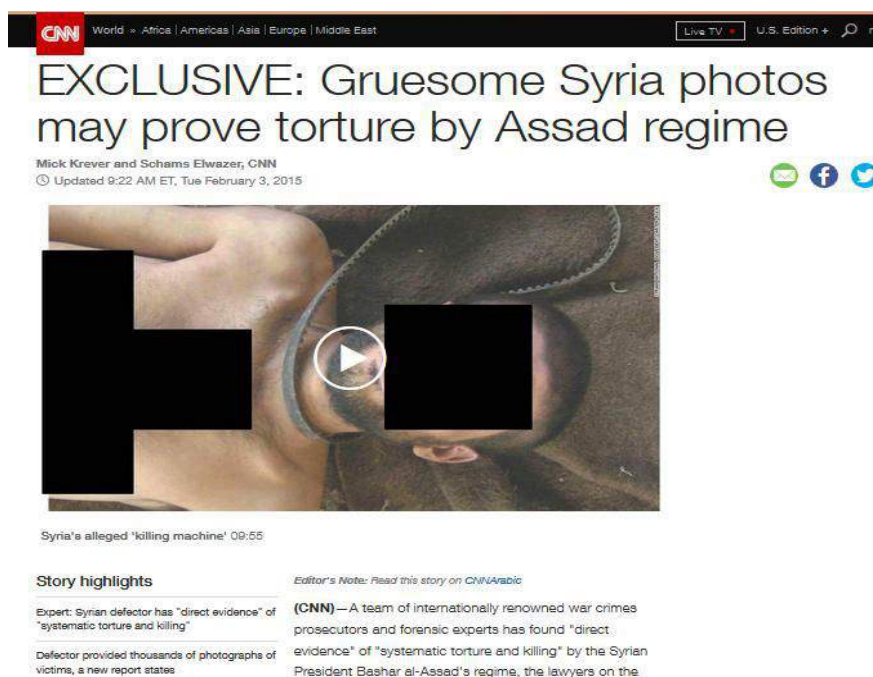 CNN World » Africa | Americas | Asia | Europe | Middle East Live TV U.S. Edition +
EXCLUSIVE: Gruesome Syria photos
may prove torture by Assad regime
Mick Krever and Schams Elwazer, CNN
Updated 9:22 AM ET, Tue February 3, 2015
Syria's alleged 'killing machine' 09:55
Story highlights
Expert: Syrian defector has "direct evidence" of
"systematic torture and killing"
Defector provided thousands of photographs of
victims, a new report states
Editor's Note: Read this story on CNNArabic
(CNN)—A team of internationally renowned war crimes
prosecutors and forensic experts has found "direct
evidence" of "systematic torture and killing" by the Syrian
President Bashar al-Assad's regime, the lawyers on the